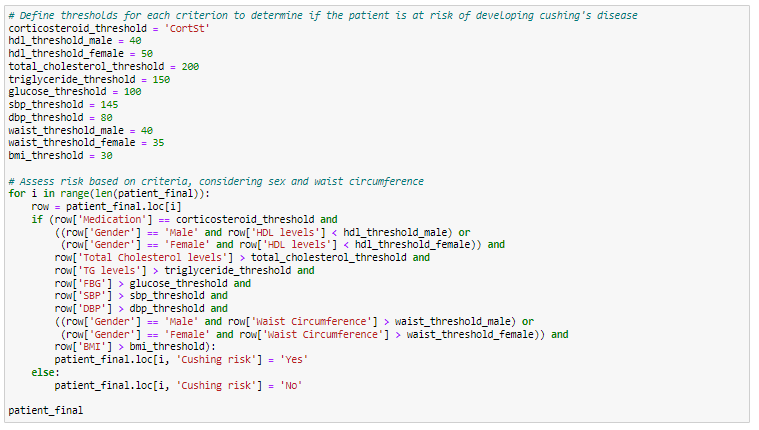 # Define thresholds for each criterion to determine if the patient is at risk of developing cushing's disease
corticosteroid_threshold = 'CortSt'
hdl_threshold_male = 40
hdl_threshold_female = 50
total_cholesterol_threshold = 200
triglyceride_threshold = 150
glucose_threshold = 100
sbp_threshold = 145
dbp_threshold = 80
waist_threshold_male = 40
waist_threshold_female = 35
bmi_threshold = 30

# Assess risk based on criteria, considering sex and waist circumference
for i in range(len(patient_final)):
    row = patient_final.loc[i]
    if (row['Medication'] == corticosteroid_threshold and
        ((row['Gender'] == 'Male' and row['HDL levels'] < hdl_threshold_male) or
         (row['Gender'] == 'Female' and row['HDL levels'] < hdl_threshold_female)) and
        row['Total Cholesterol levels'] > total_cholesterol_threshold and
        row['TG levels'] > triglyceride_threshold and
        row['FBG'] > glucose_threshold and
        row['SBP'] > sbp_threshold and
        row['DBP'] > dbp_threshold and
        ((row['Gender'] == 'Male' and row['Waist Circumference'] > waist_threshold_male) or
         (row['Gender'] == 'Female' and row['Waist Circumference'] > waist_threshold_female)) and
        row['BMI'] > bmi_threshold):
        patient_final.loc[i, 'Cushing risk'] = 'Yes'
    else:
        patient_final.loc[i, 'Cushing risk'] = 'No'

patient_final